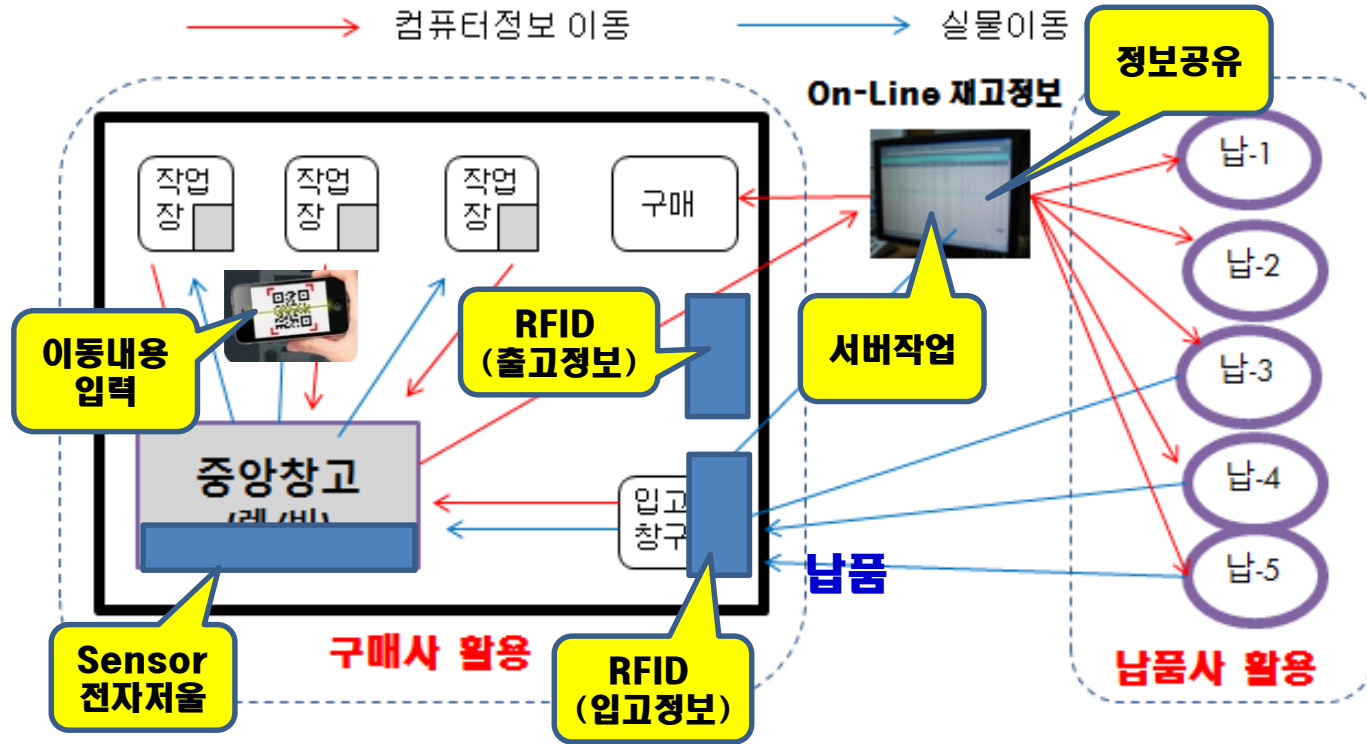 컴퓨터정보 이동
실물이동
정보공유
On-Line 재고정보
작업
장
작업
장
작업
장
구매
납-1
납-2
납-3
납-4
납-5
이동내용
입력
RFID
(출고정보)
서버작업
중앙창고
입고
창구
납품
Sensor
전자저울
구매사 활용
RFID
(입고정보)
납품사 활용